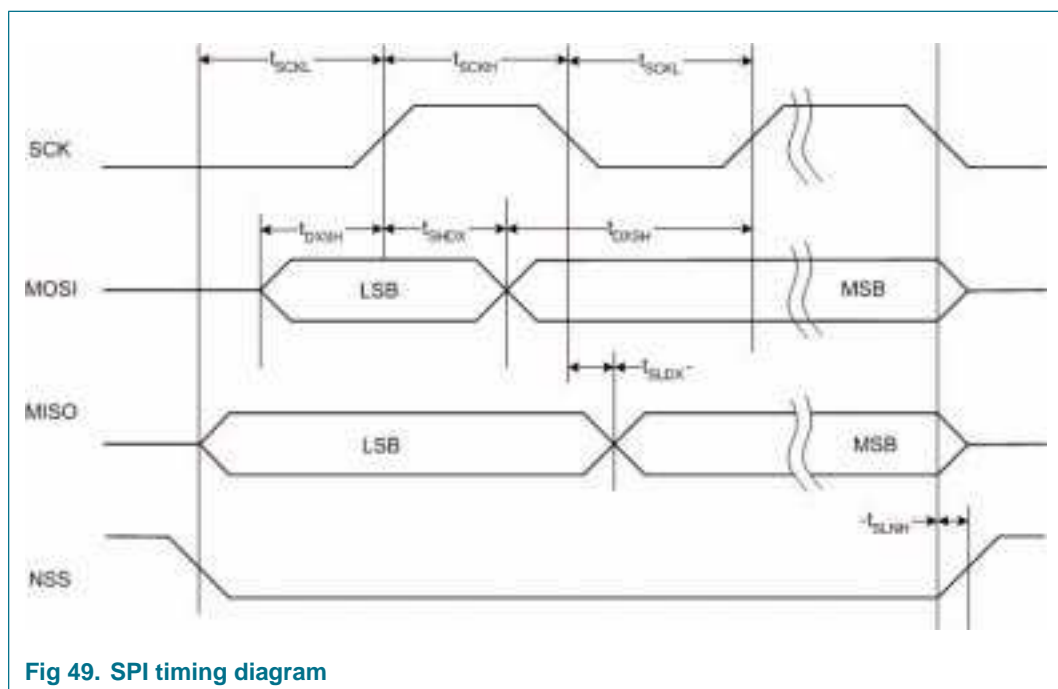 tSCKL tSCKH tSCKL
SCK
tDXSH tSHDX tDXSH
MOSI LSB MSB
tSLDX
MISO
LSB MSB
tSLNH
NSS
Fig 49. SPI timing diagram